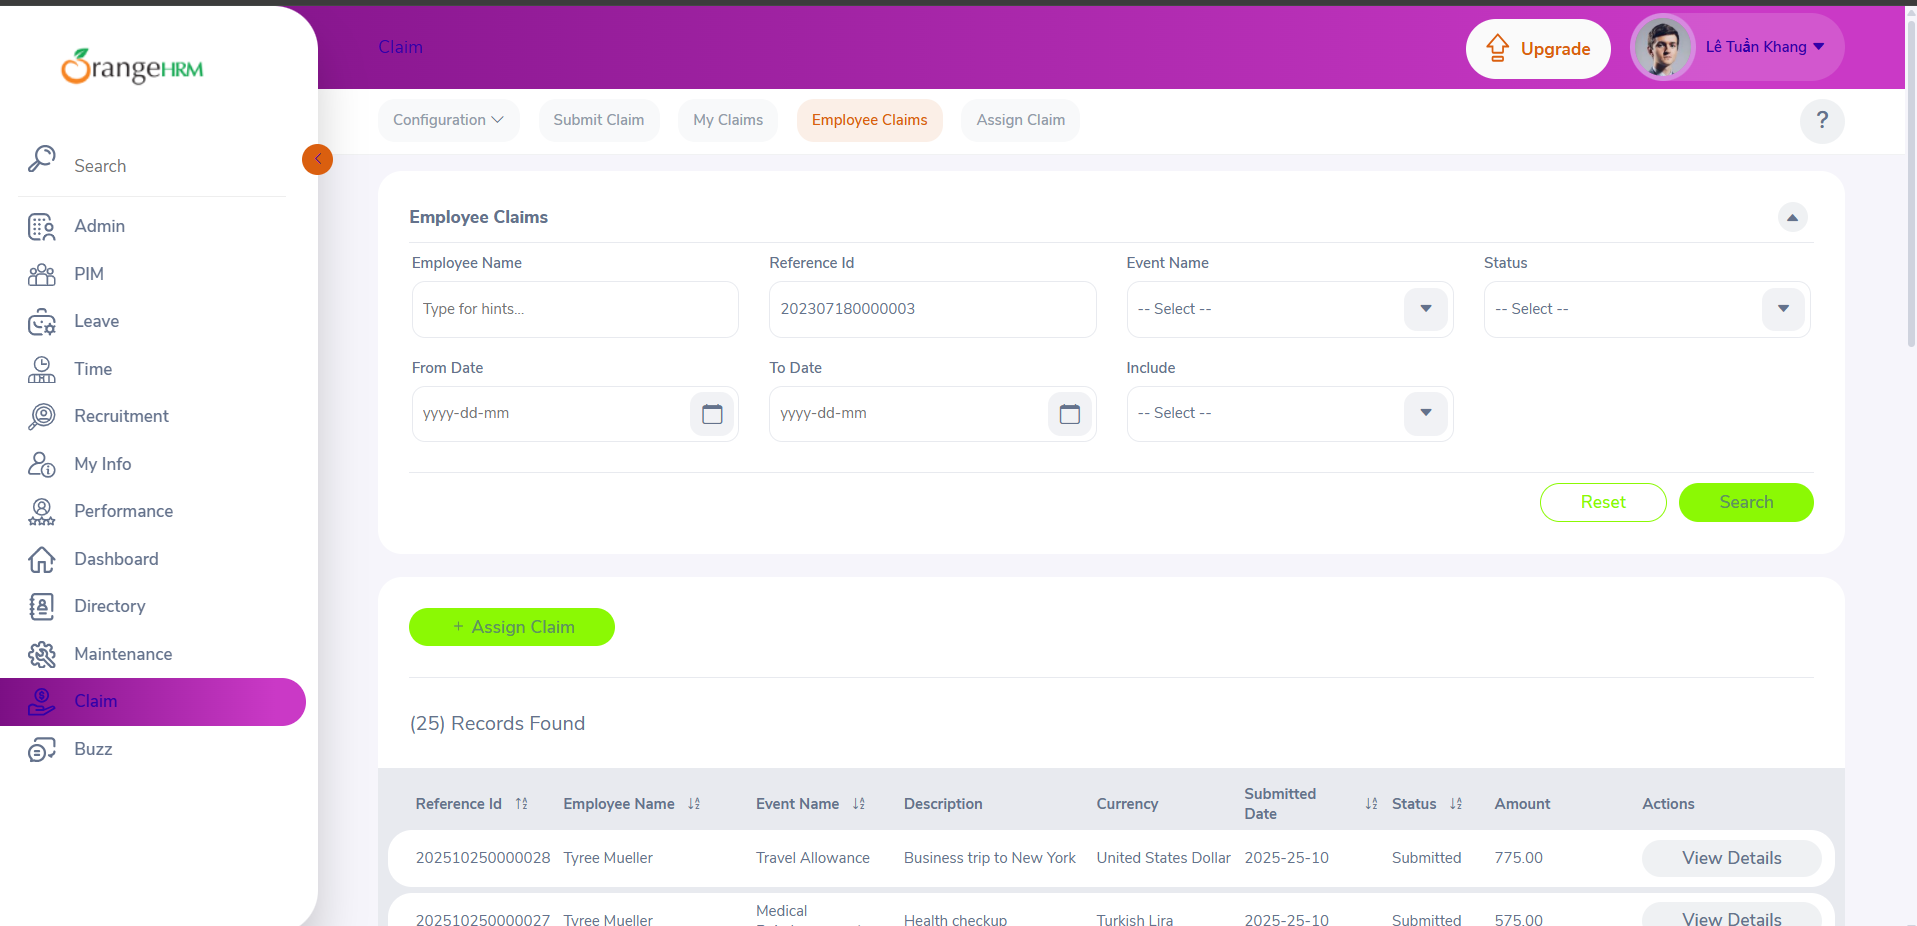 OrangeHRM
Search
Admin
PIM
Leave
Time
Recruitment
My Info
Performance
Dashboard
Directory
Maintenance
Claim
Buzz
Claim
Upgrade
Lê Tuấn Khang
Configuration
Submit Claim
My Claims
Employee Claims
Assign Claim
?
Employee Claims
Employee Name
Reference Id
Event Name
Status
Type for hints...
202307180000003
-- Select --
-- Select --
From Date
To Date
Include
yyyy-dd-mm
yyyy-dd-mm
-- Select --
Reset
Search
+ Assign Claim
(25) Records Found
Reference Id
Employee Name
Event Name
Description
Currency
Submitted
Date
Status
Amount
Actions
202510250000028
Tyree Mueller
Travel Allowance
Business trip to New York
United States Dollar
2025-25-10
Submitted
775.00
View Details
202510250000027
Tyree Mueller
Medical
Health checkup
Turkish Lira
2025-25-10
Submitted
575.00
View Details